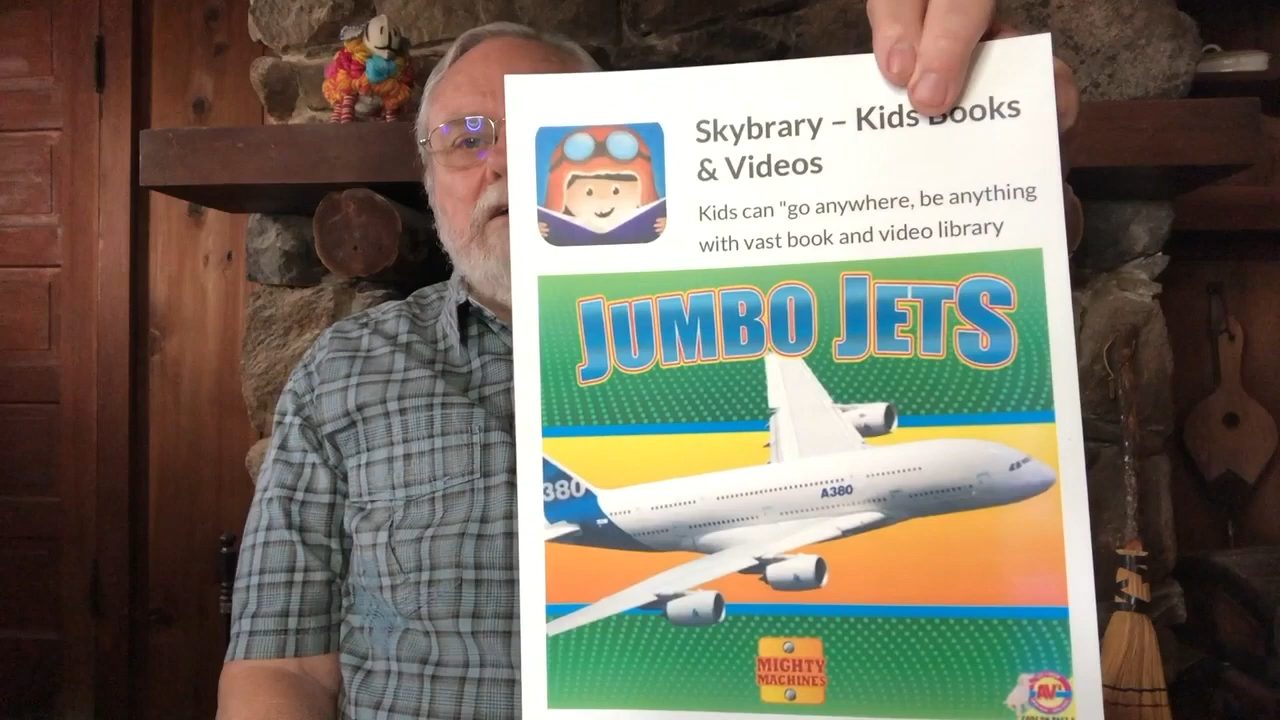 Skybrary – Kids Books
& Videos
Kids can "go anywhere, be anything
with vast book and video library
JUMBO JETS
380
A380
MIGHTY
MACHINES
AV2